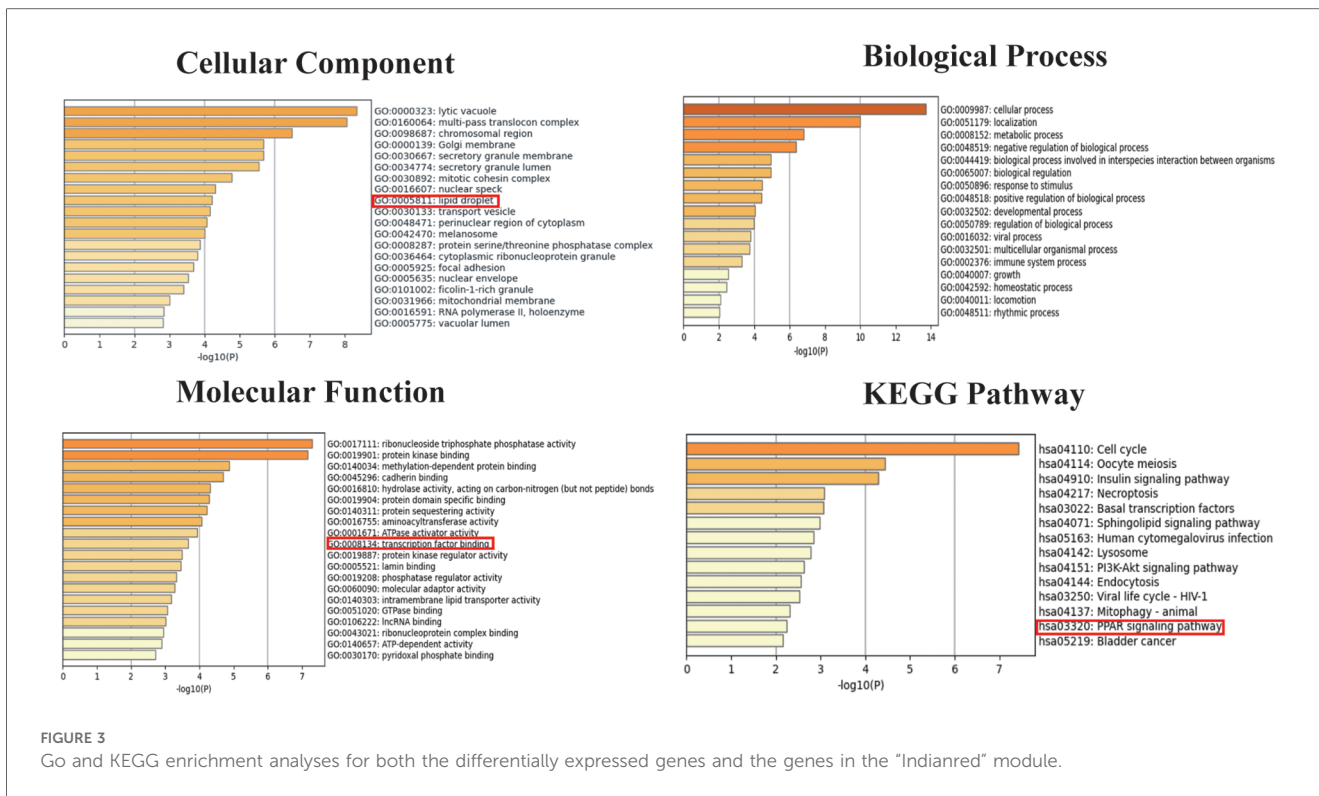 Cellular Component
GO:0000323: lytic vacuole
GO:0160064: multi-pass translocon complex
GO:0098687: chromosomal region
GO:0000139: Golgi membrane
GO:0030667: secretory granule membrane
GO:0034774: secretory granule lumen
GO:0030892: mitotic cohesin complex
GO:0016607: nuclear speck
GO:0005811: lipid droplet
GO:0030133: transport vesicle
GO:0048471: perinuclear region of cytoplasm
GO:0042470: melanosome
GO:0008287: protein serine/threonine phosphatase complex
GO:0036464: cytoplasmic ribonucleoprotein granule
GO:0005925: focal adhesion
GO:0005635: nuclear envelope
GO:0101002: ficolin-1-rich granule
GO:0031966: mitochondrial membrane
GO:0016591: RNA polymerase II, holoenzyme
GO:0005775: vacuolar lumen
0 1 2 3 4 5 6 7 8
-log10(P)
Biological Process
GO:0009987: cellular process
GO:0051179: localization
GO:0008152: metabolic process
GO:0048519: negative regulation of biological process
GO:0044419: biological process involved in interspecies interaction between organisms
GO:0065007: biological regulation
GO:0050896: response to stimulus
GO:0048518: positive regulation of biological process
GO:0032502: developmental process
GO:0050789: regulation of biological process
GO:0016032: viral process
GO:0032501: multicellular organismal process
GO:0002376: immune system process
GO:0040007: growth
GO:0042592: homeostatic process
GO:0040011: locomotion
GO:0048511: rhythmic process
0 2 4 6 8 10 12 14
-log10(P)
Molecular Function
GO:0017111: ribonucleoside triphosphate phosphatase activity
GO:0019901: protein kinase binding
GO:0140034: methylation-dependent protein binding
GO:0045296: cadherin binding
GO:0016810: hydrolase activity, acting on carbon-nitrogen (but not peptide) bonds
GO:0019904: protein domain specific binding
GO:0140311: protein sequestering activity
GO:0016755: aminoacyltransferase activity
GO:0001671: ATPase activator activity
GO:0008134: transcription factor binding
GO:0019887: protein kinase regulator activity
GO:0005521: lamin binding
GO:0019208: phosphatase regulator activity
GO:0060090: molecular adaptor activity
GO:0140303: intramembrane lipid transporter activity
GO:0051020: GTPase binding
GO:0106222: lncRNA binding
GO:0043021: ribonucleoprotein complex binding
GO:0140657: ATP-dependent activity
GO:0030170: pyridoxal phosphate binding
0 1 2 3 4 5 6 7
-log10(P)
KEGG Pathway
hsa04110: Cell cycle
hsa04114: Oocyte meiosis
hsa04910: Insulin signaling pathway
hsa04217: Necroptosis
hsa03022: Basal transcription factors
hsa04071: Sphingolipid signaling pathway
hsa05163: Human cytomegalovirus infection
hsa04142: Lysosome
hsa04151: PI3K-Akt signaling pathway
hsa04144: Endocytosis
hsa03250: Viral life cycle - HIV-1
hsa04137: Mitophagy - animal
hsa03320: PPAR signaling pathway
hsa05219: Bladder cancer
0 1 2 3 4 5 6 7
-log10(P)
FIGURE 3
Go and KEGG enrichment analyses for both the differentially expressed genes and the genes in the "Indianred" module.